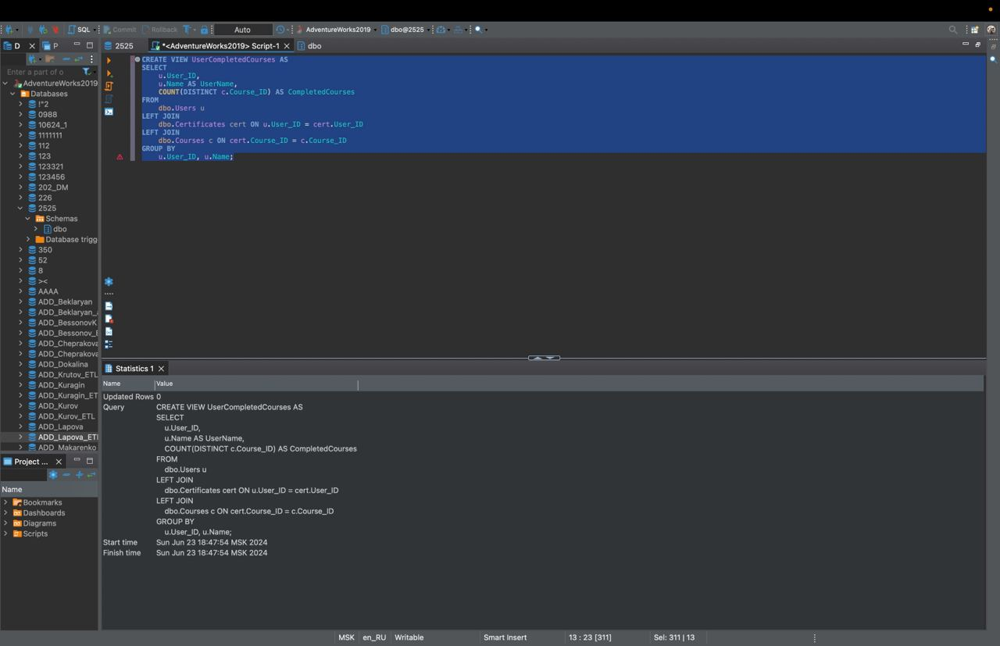 SQL
Commit
Rollback
T
Auto
AdventureWorks2019
dbo@2525
D
P
2525
*<AdventureWorks2019> Script-1
dbo
Enter a part of o
AdventureWorks2019
Databases
!"2
0988
10624_1
1111111
112
123
123321
123456
202_DM
226
2525
Schemas
dbo
Database trigg
350
52
8
><
AAAA
ADD_Beklaryan
ADD_Beklaryan_
ADD_BessonovK
ADD_Bessonov_E
ADD_Cheprakova
ADD_Cheprakova
ADD_Dokalina
ADD_Krutov_ETL
ADD_Kuragin
ADD_Kuragin_ET
ADD_Kurov
ADD_Kurov_ETL
ADD_Lapova
ADD_Lapova_ETL
ADD_Makarenko
CREATE VIEW UserCompletedCourses AS
SELECT
u.User_ID,
u.Name AS UserName,
COUNT(DISTINCT c.Course_ID) AS CompletedCourses
FROM
dbo.Users u
LEFT JOIN
dbo.Certificates cert ON u.User_ID = cert.User_ID
LEFT JOIN
dbo.Courses c ON cert.Course_ID = c.Course_ID
GROUP BY
u.User_ID, u.Name;
Statistics 1
Name Value
Updated Rows 0
Query CREATE VIEW UserCompletedCourses AS
SELECT
u.User_ID,
u.Name AS UserName,
COUNT(DISTINCT c.Course_ID) AS CompletedCourses
FROM
dbo.Users u
LEFT JOIN
dbo.Certificates cert ON u.User_ID = cert.User_ID
LEFT JOIN
dbo.Courses c ON cert.Course_ID = c.Course_ID
GROUP BY
u.User_ID, u.Name;
Start time Sun Jun 23 18:47:54 MSK 2024
Finish time Sun Jun 23 18:47:54 MSK 2024
Project ...
Name
Bookmarks
Dashboards
Diagrams
Scripts
MSK en_RU Writable Smart Insert 13 : 23 [311] Sel: 311 | 13